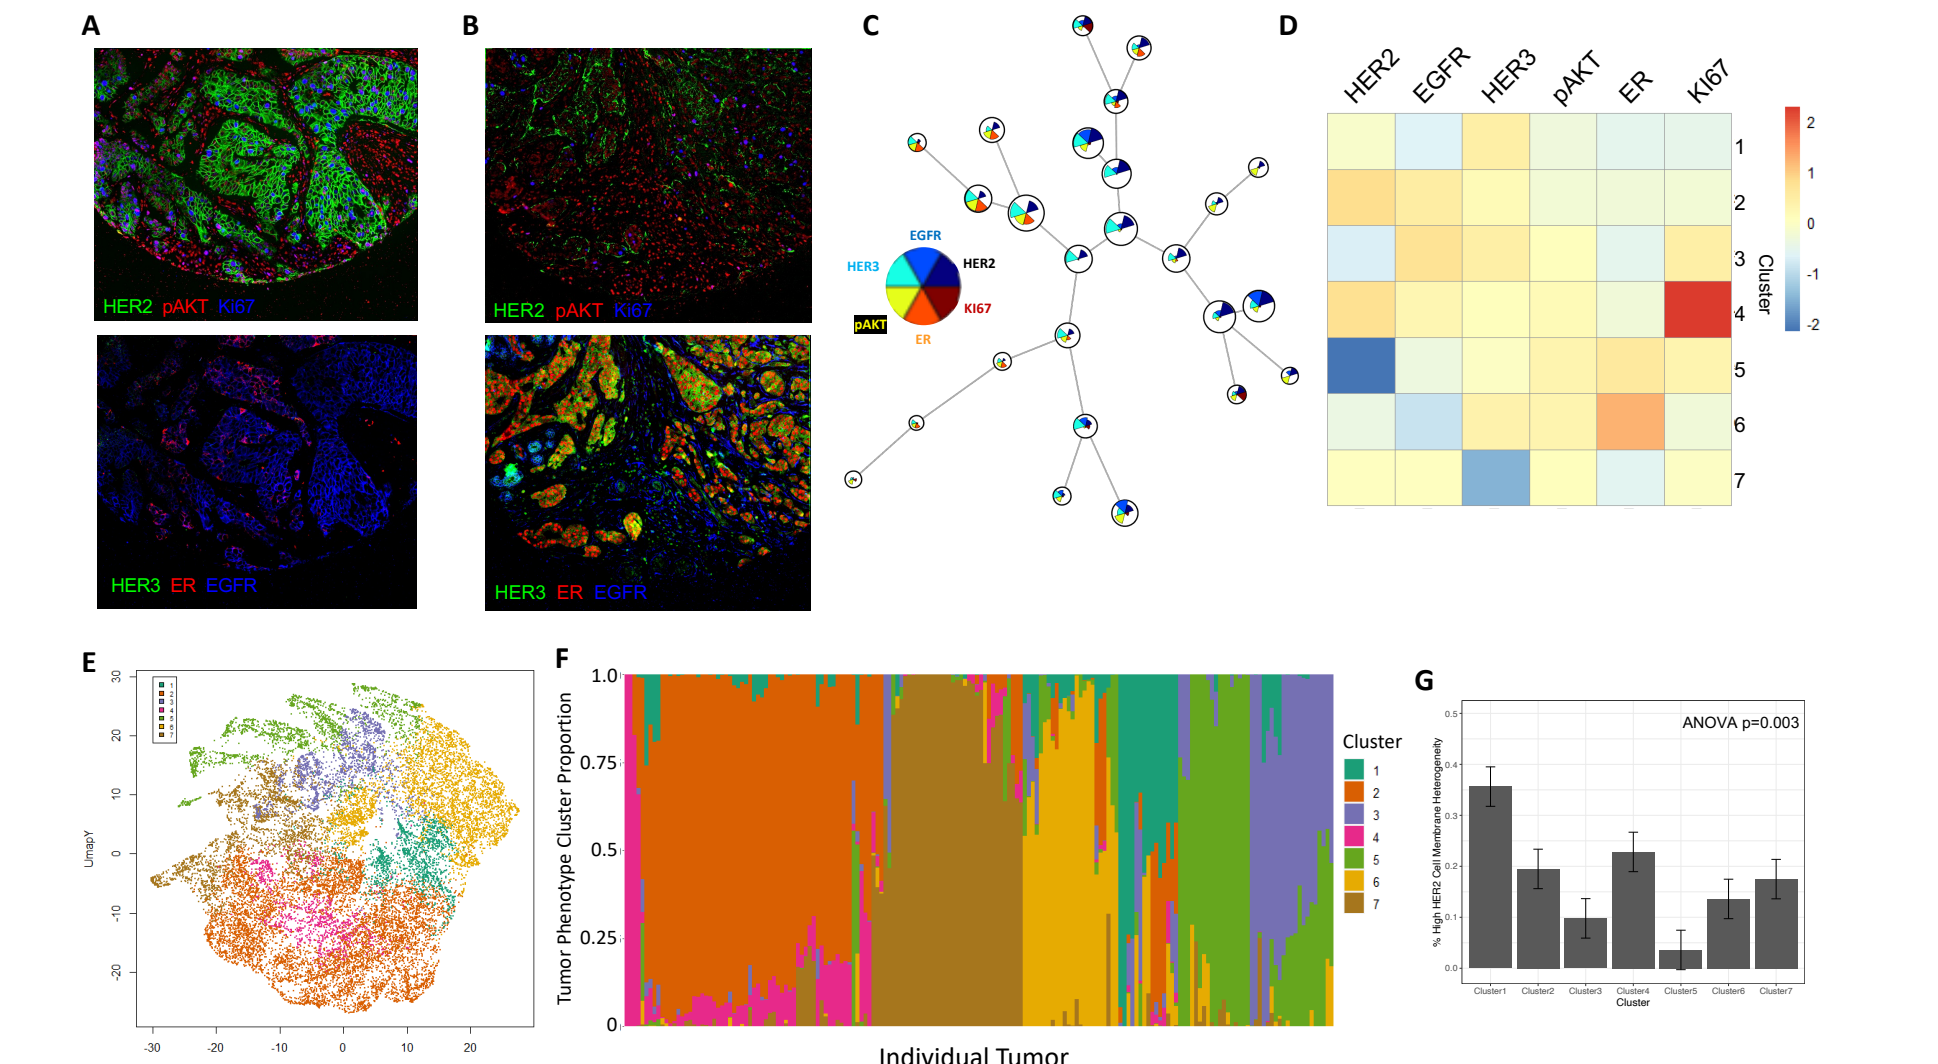 A
HER2 pAKT Ki67
HER3 ER EGFR
B
HER2 pAKT Ki67
HER3 ER EGFR
C
EGFR
HER3
HER2
pAKT
KI67
ER
D
HER2 EGFR HER3 pAKT ER KI67
1
2
3
4
5
6
7
Cluster
2
1
0
-1
-2
E
30
20
10
0
-10
-20
UmapY
-30 -20 -10 0 10 20
1
2
3
4
5
6
7
F
Tumor Phenotype Cluster Proportion
1.0
0.75
0.5
0.25
0
Individual Tumor
Cluster
1
2
3
4
5
6
7
G
ANOVA p=0.003
% High HER2 Cell Membrane Heterogeneity
0.5
0.4
0.3
0.2
0.1
0.0
Cluster1 Cluster2 Cluster3 Cluster4 Cluster5 Cluster6 Cluster7
Cluster